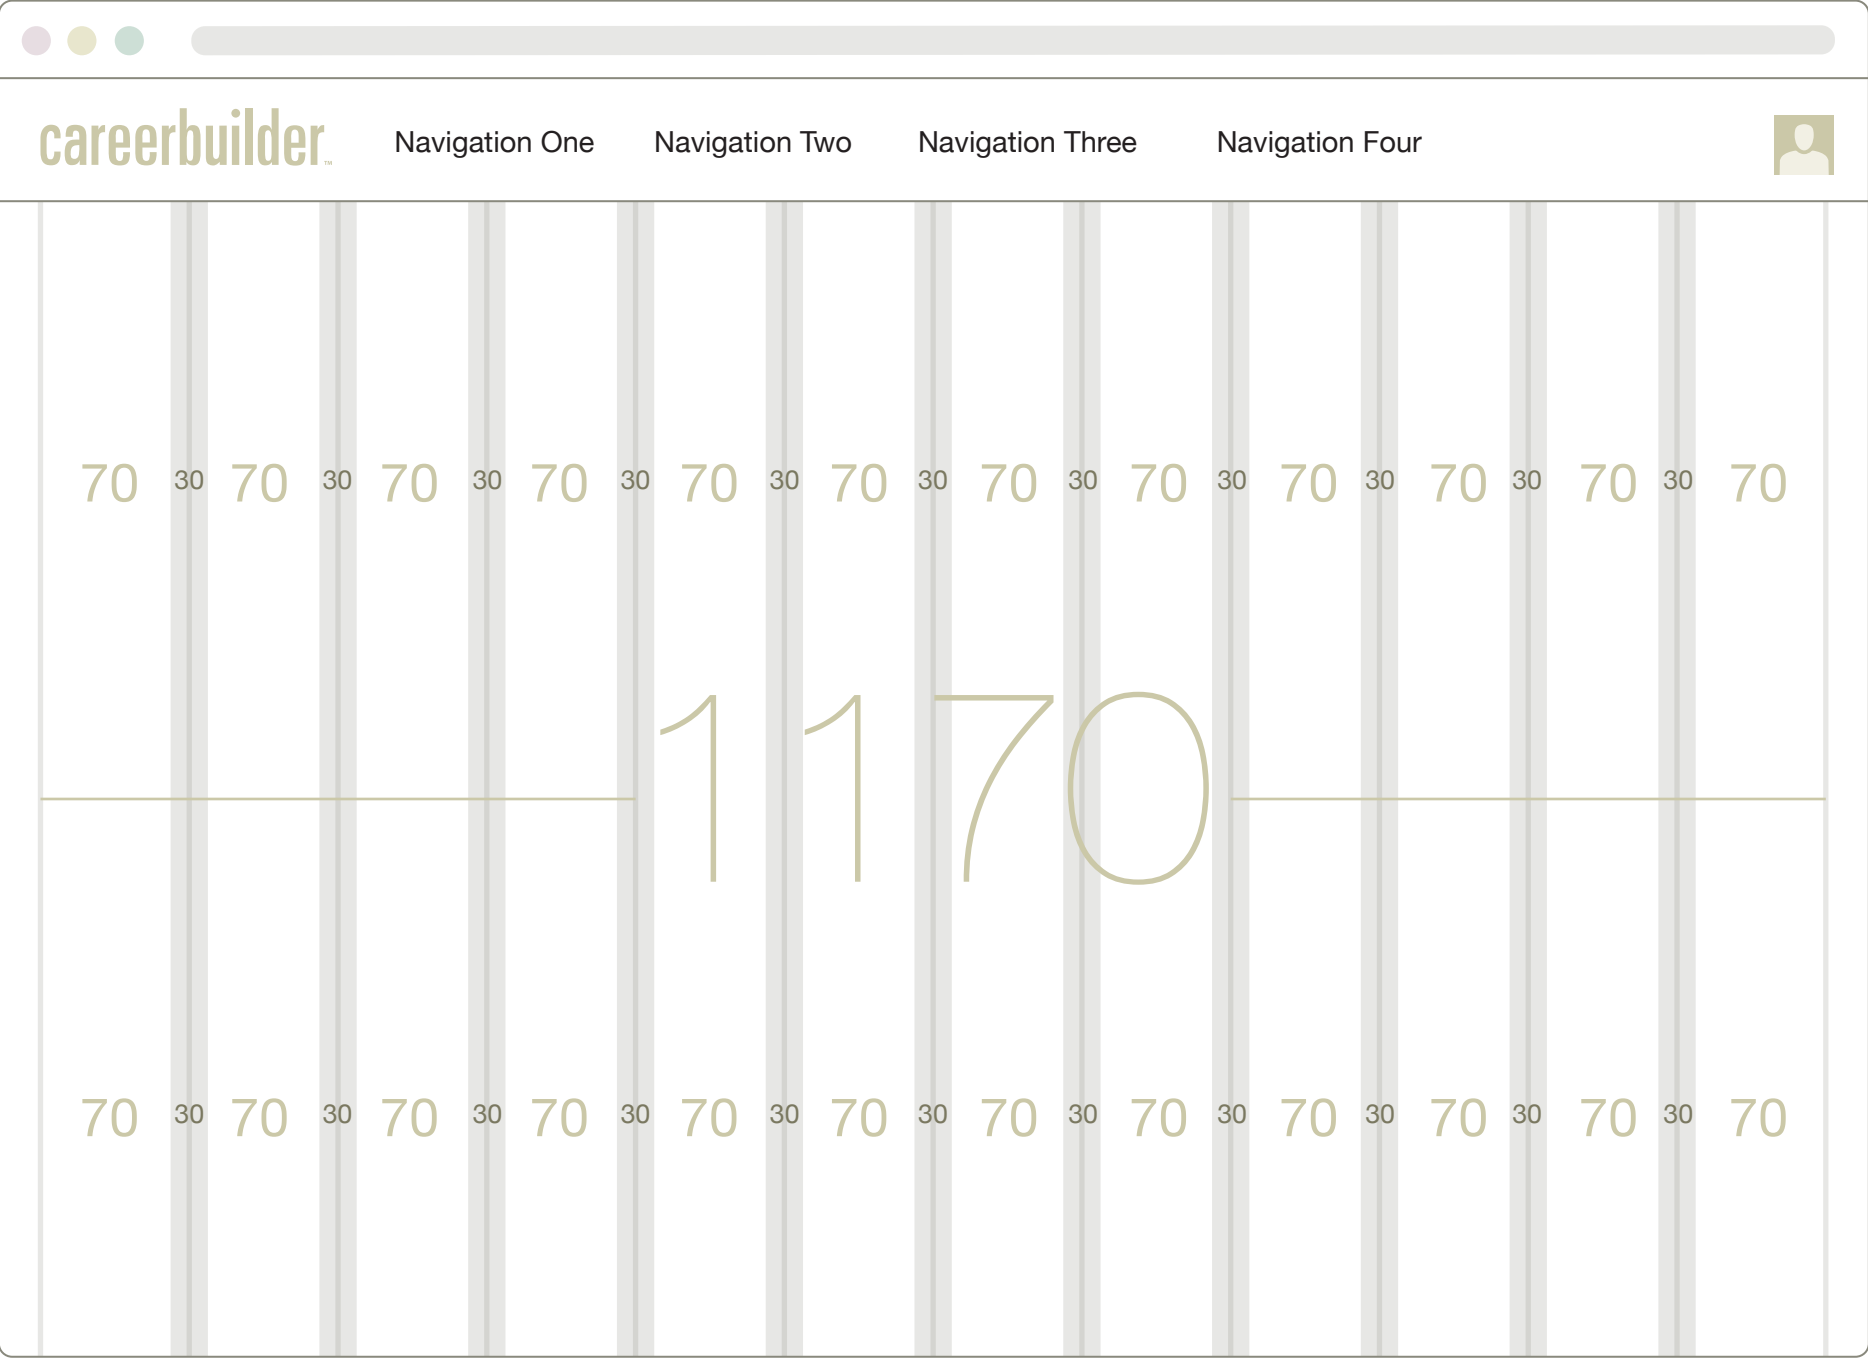 careerbuilder™ Navigation One Navigation Two Navigation Three Navigation Four
70 30 70 30 70 30 70 30 70 30 70 30 70 30 70 30 70 30 70 30 70 30 70
1170
70 30 70 30 70 30 70 30 70 30 70 30 70 30 70 30 70 30 70 30 70 30 70